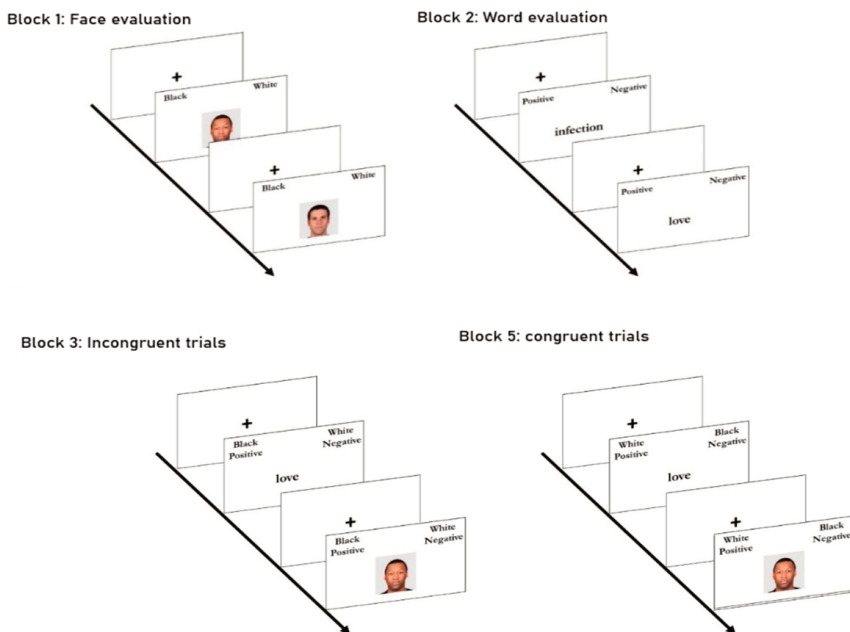 Block 1: Face evaluation
+
Black White
+
Black White
Block 2: Word evaluation
+
Positive Negative
infection
+
Positive Negative
love
Block 3: Incongruent trials
+
Black White
Positive Negative
love
+
Black White
Positive Negative
Block 5: congruent trials
+
White Black
Positive Negative
love
+
White Black
Positive Negative